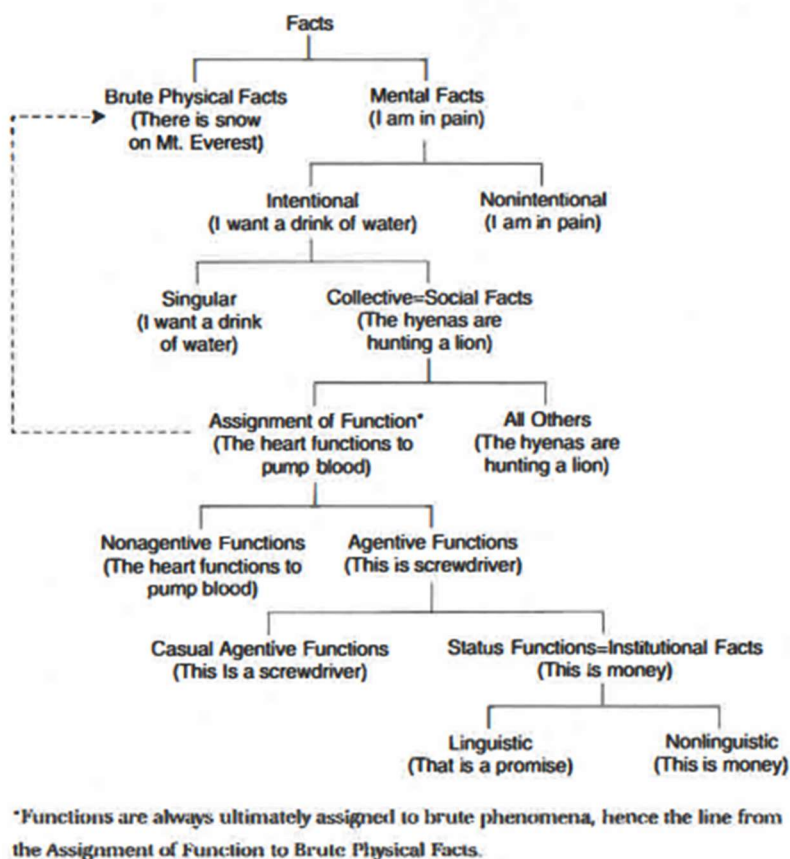 Facts
Brute Physical Facts
(There is snow
on Mt. Everest)
Mental Facts
(I am in pain)
Intentional
(I want a drink of water)
Nonintentional
(I am in pain)
Singular
(I want a drink
of water)
Collective=Social Facts
(The hyenas are
hunting a lion)
Assignment of Function*
(The heart functions to
pump blood)
All Others
(The hyenas are
hunting a lion)
Nonagentive Functions
(The heart functions to
pump blood)
Agentive Functions
(This is screwdriver)
Casual Agentive Functions
(This Is a screwdriver)
Status Functions=Institutional Facts
(This is money)
Linguistic
(That is a promise)
Nonlinguistic
(This is money)
*Functions are always ultimately assigned to brute phenomena, hence the line from
the Assignment of Function to Brute Physical Facts.